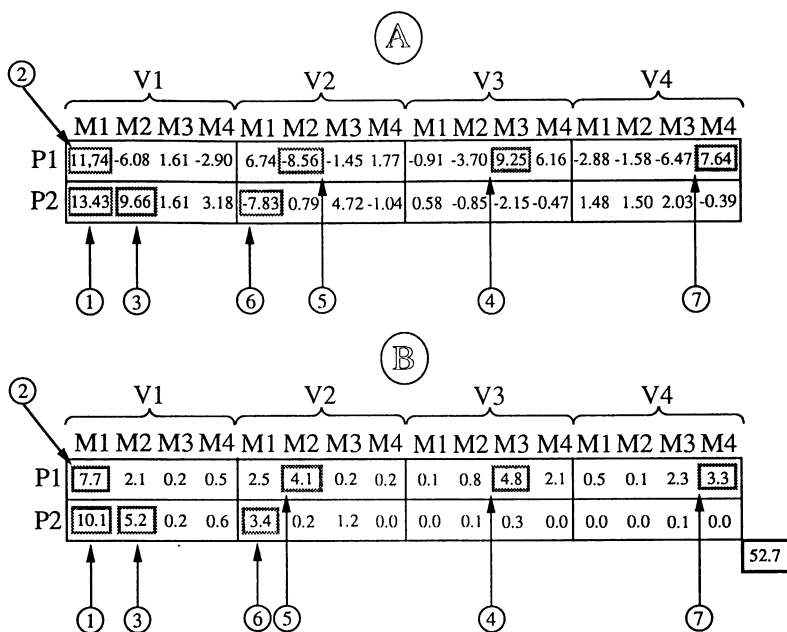 A
② V1 V2 V3 V4
M1 M2 M3 M4 M1 M2 M3 M4 M1 M2 M3 M4 M1 M2 M3 M4
P1 11,74 -6.08 1.61 -2.90 6.74 -8.56 -1.45 1.77 -0.91 -3.70 9.25 6.16 -2.88 -1.58 -6.47 7.64
P2 13.43 9.66 1.61 3.18 -7.83 0.79 4.72 -1.04 0.58 -0.85 -2.15 -0.47 1.48 1.50 2.03 -0.39
① ③ ⑥ ⑤ ④ ⑦
B
② V1 V2 V3 V4
M1 M2 M3 M4 M1 M2 M3 M4 M1 M2 M3 M4 M1 M2 M3 M4
P1 7.7 2.1 0.2 0.5 2.5 4.1 0.2 0.2 0.1 0.8 4.8 2.1 0.5 0.1 2.3 3.3
P2 10.1 5.2 0.2 0.6 3.4 0.2 1.2 0.0 0.0 0.1 0.3 0.0 0.0 0.0 0.1 0.0
52.7
① ③ ⑥ ⑤ ④ ⑦